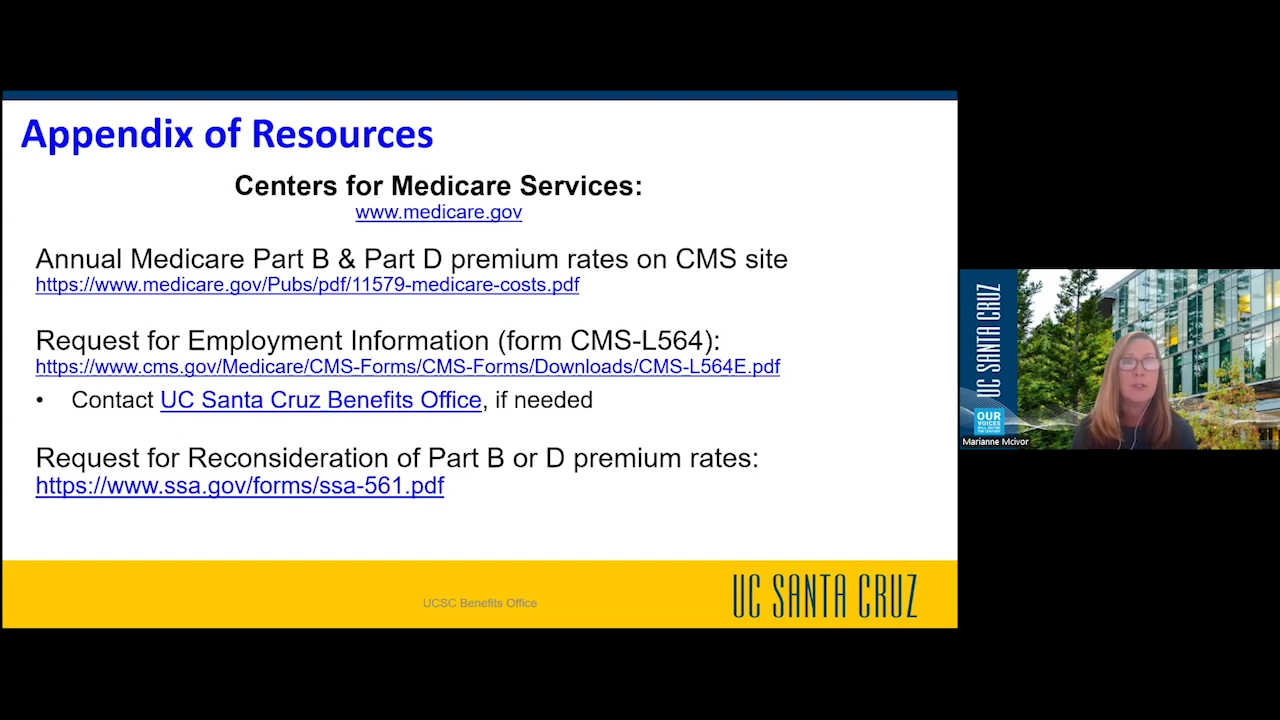 Appendix of Resources
Centers for Medicare Services:
www.medicare.gov
Annual Medicare Part B & Part D premium rates on CMS site
https://www.medicare.gov/Pubs/pdf/11579-medicare-costs.pdf
Request for Employment Information (form CMS-L564):
https://www.cms.gov/Medicare/CMS-Forms/CMS-Forms/Downloads/CMS-L564E.pdf
• Contact UC Santa Cruz Benefits Office, if needed
Request for Reconsideration of Part B or D premium rates:
https://www.ssa.gov/forms/ssa-561.pdf
UCSC Benefits Office
UC SANTA CRUZ
UC SANTA CRUZ
OUR
VOICES
Marianne McIvor